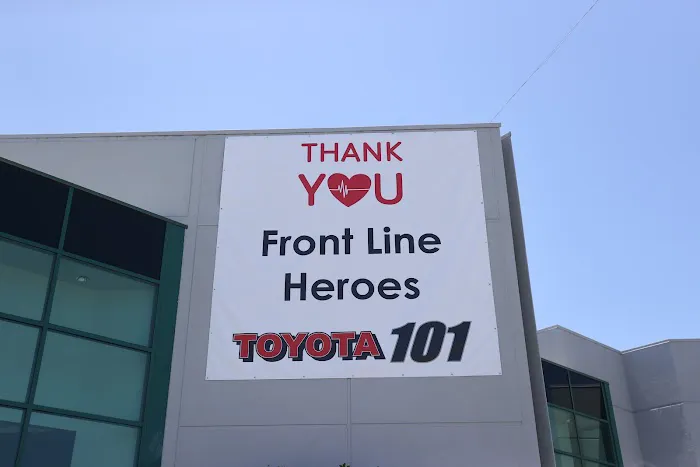 THANK
YOU
Front Line
Heroes
TOYOTA 101